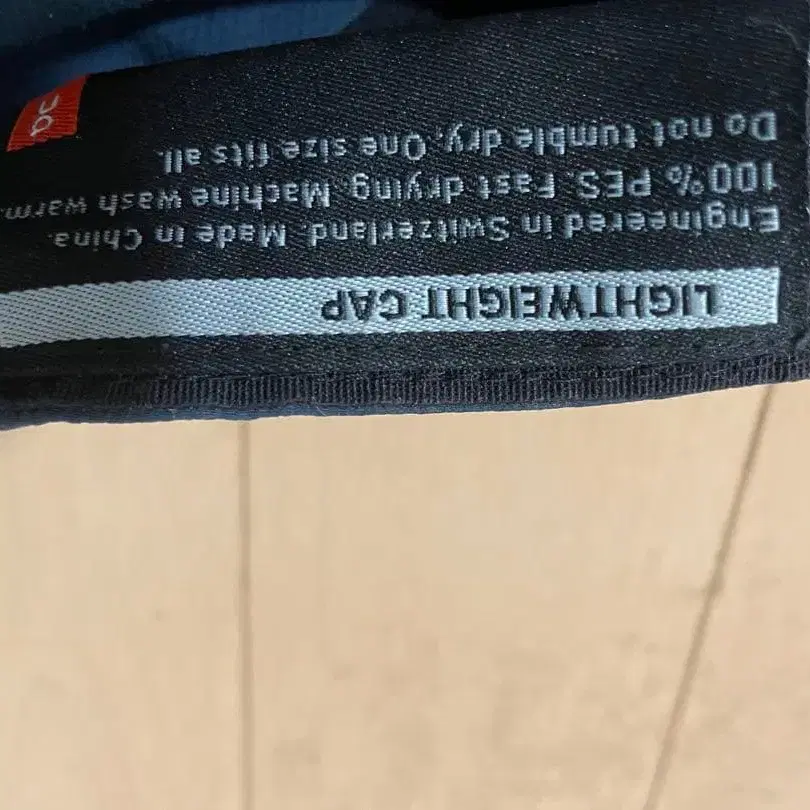 LIGHTWEIGHT CAP
Engineered in Switzerland. Made in China.
100% PES. Fast drying. Machine wash warm.
Do not tumble dry. One size fits all.